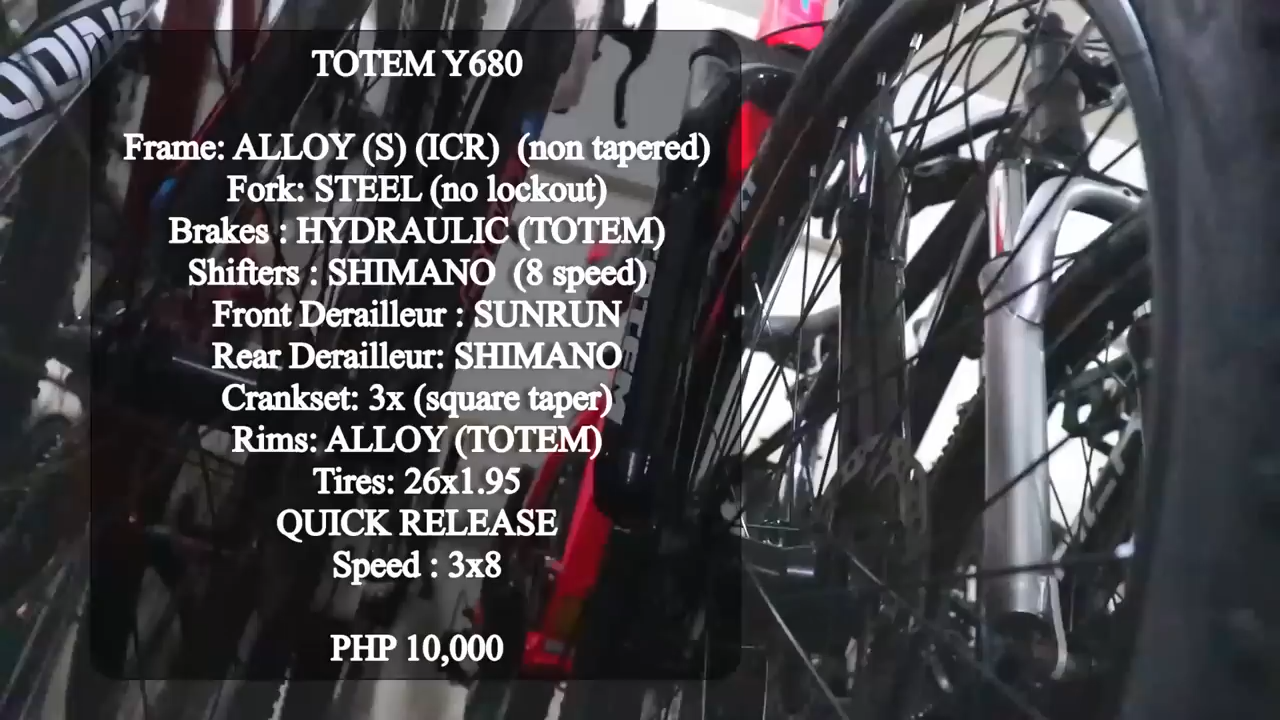 TOTEM Y680
Frame: ALLOY (S) (ICR) (non tapered)
Fork: STEEL (no lockout)
Brakes : HYDRAULIC (TOTEM)
Shifters : SHIMANO (8 speed)
Front Derailleur : SUNRUN
Rear Derailleur: SHIMANO
Crankset: 3x (square taper)
Rims: ALLOY (TOTEM)
Tires: 26x1.95
QUICK RELEASE
Speed : 3x8
PHP 10,000